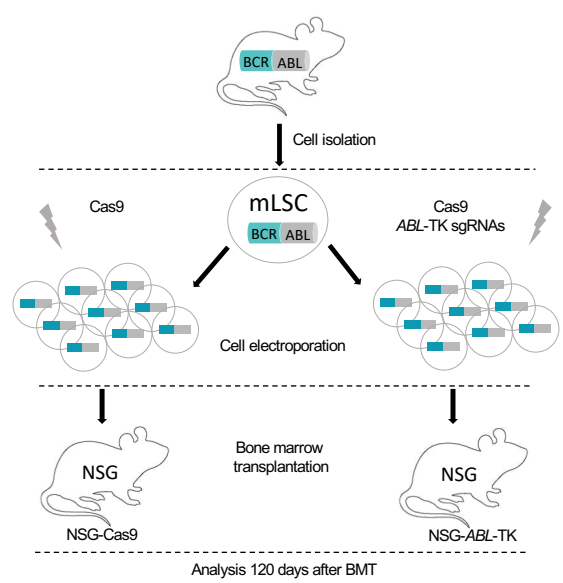 BCR ABL
Cell isolation
Cas9
mLSC
BCR ABL
Cas9
ABL-TK sgRNAs
Cell electroporation
NSG
NSG-Cas9
Bone marrow
transplantation
NSG
NSG-ABL-TK
Analysis 120 days after BMT